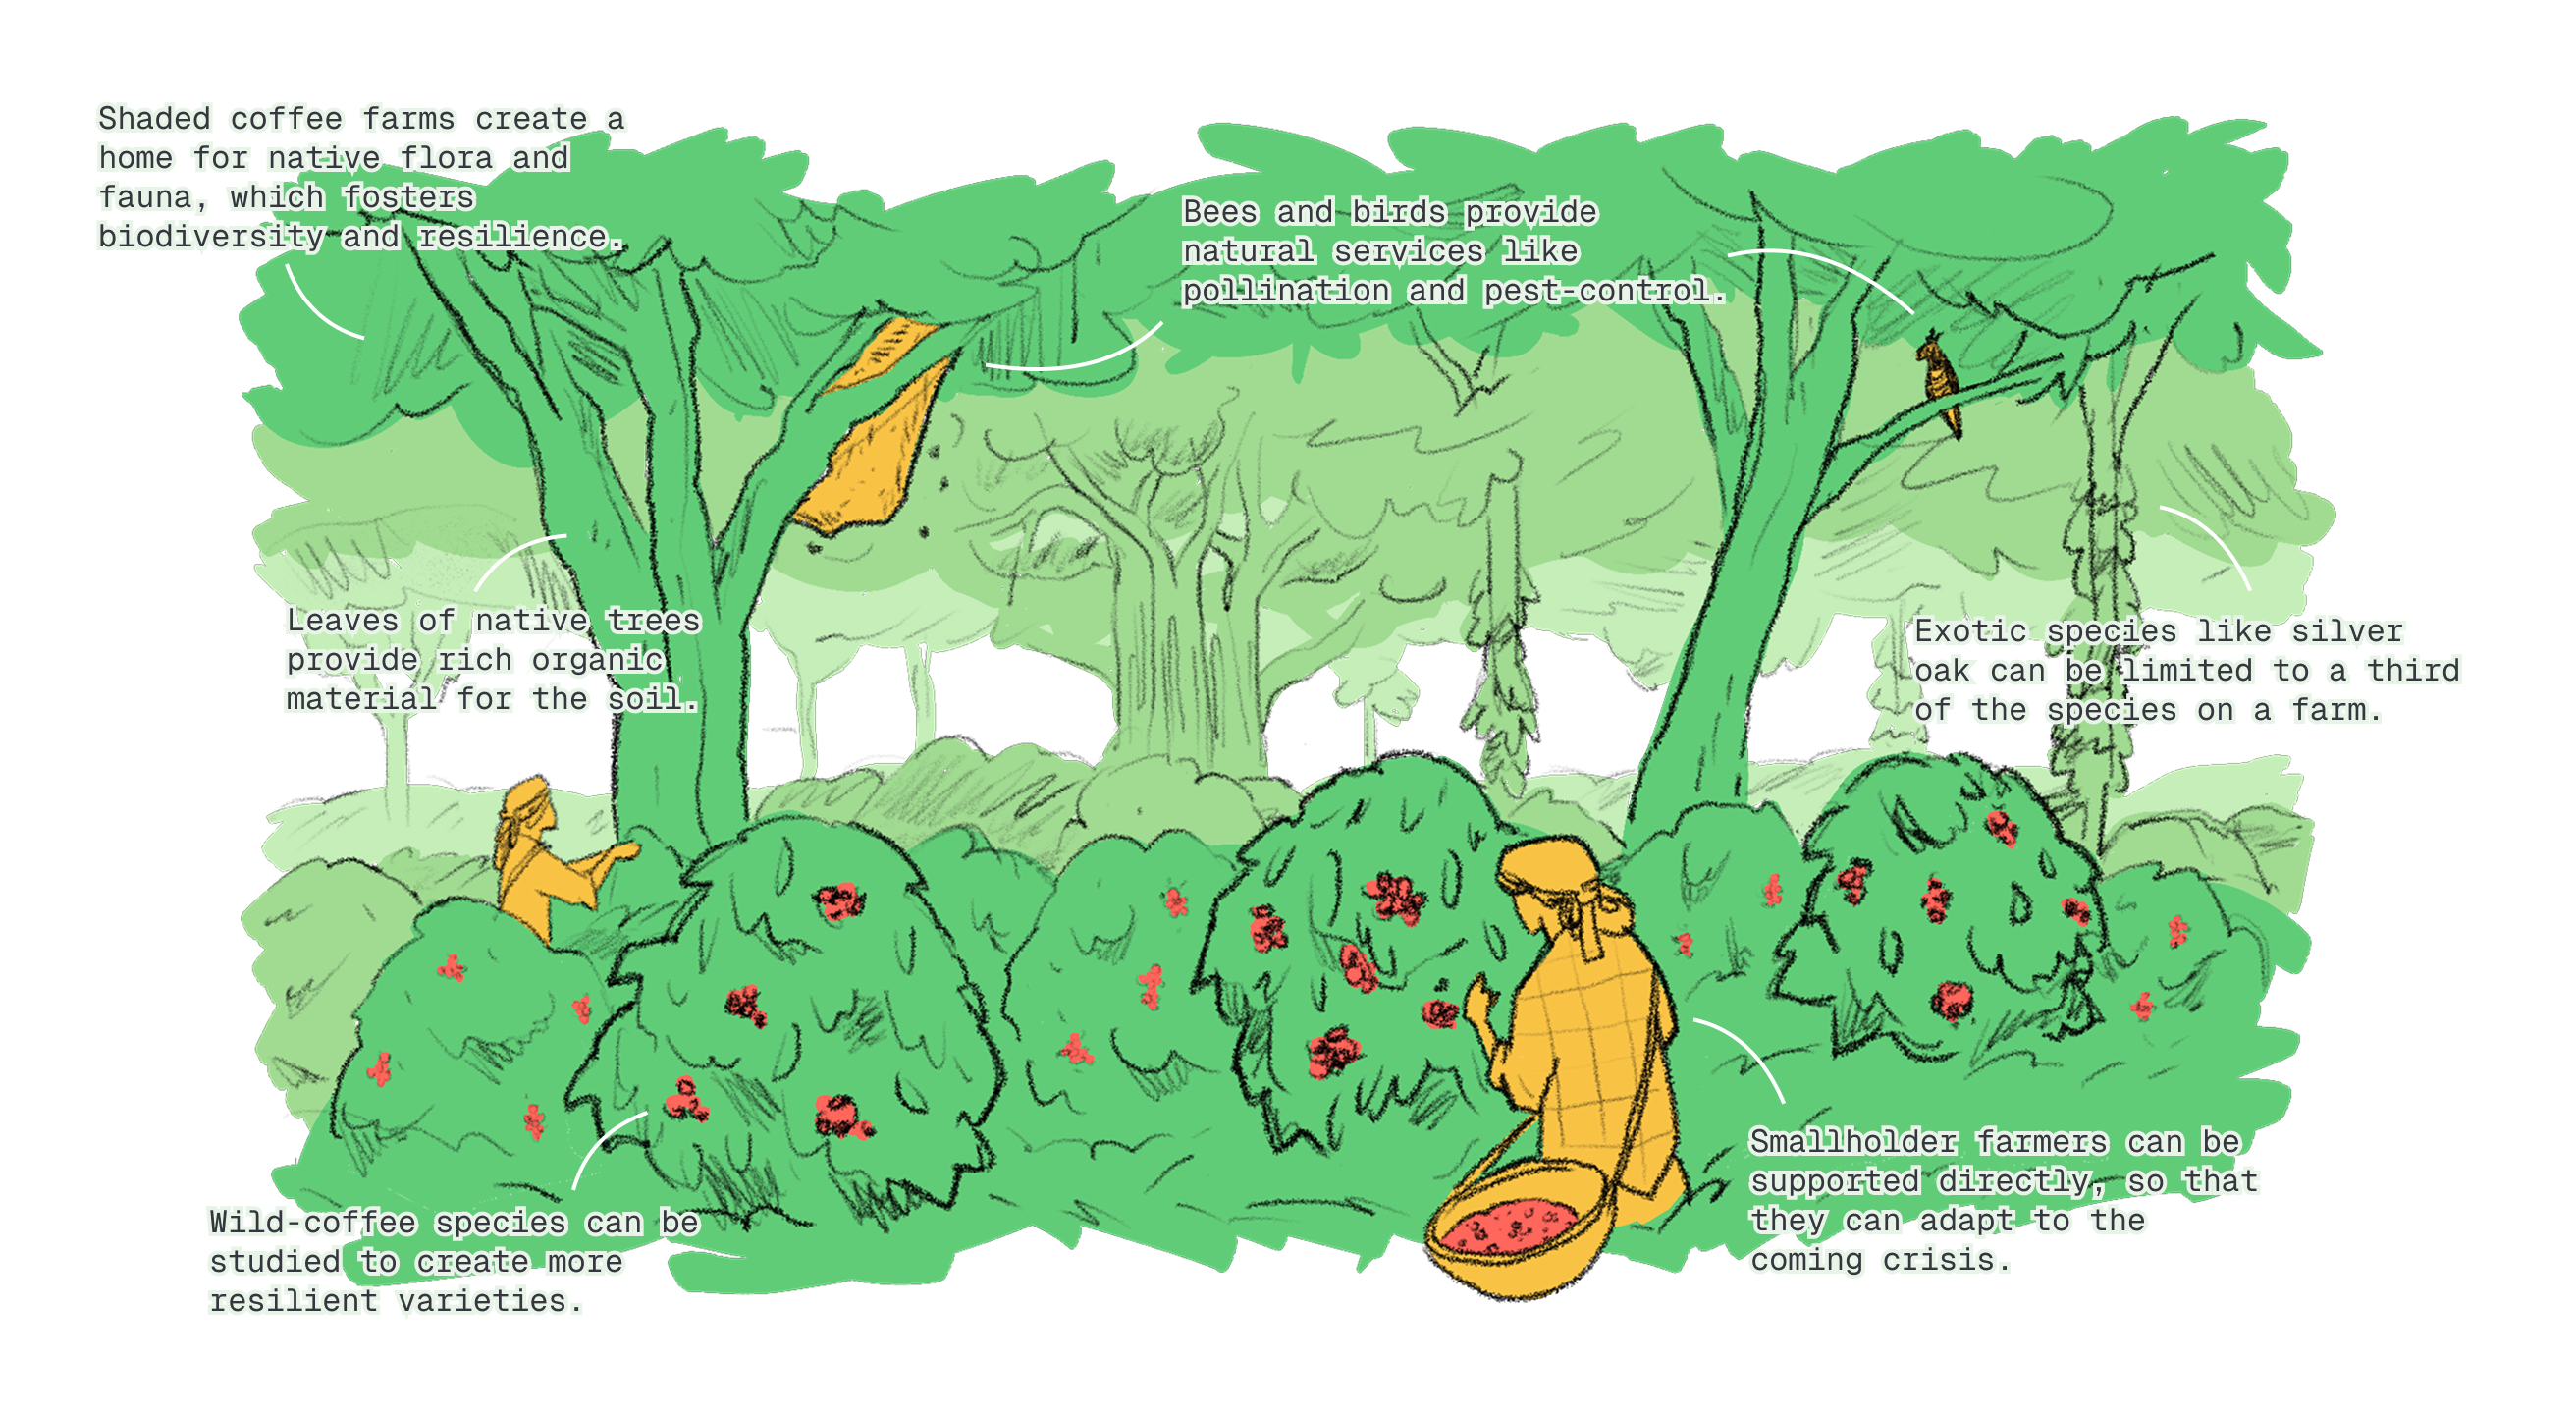 Shaded coffee farms create a
home for native flora and
fauna, which fosters
biodiversity and resilience.
Bees and birds provide
natural services like
pollination and pest-control.
Leaves of native trees
provide rich organic
material for the soil.
Exotic species like silver
oak can be limited to a third
of the species on a farm.
Wild-coffee species can be
studied to create more
resilient varieties.
Smallholder farmers can be
supported directly, so that
they can adapt to the
coming crisis.